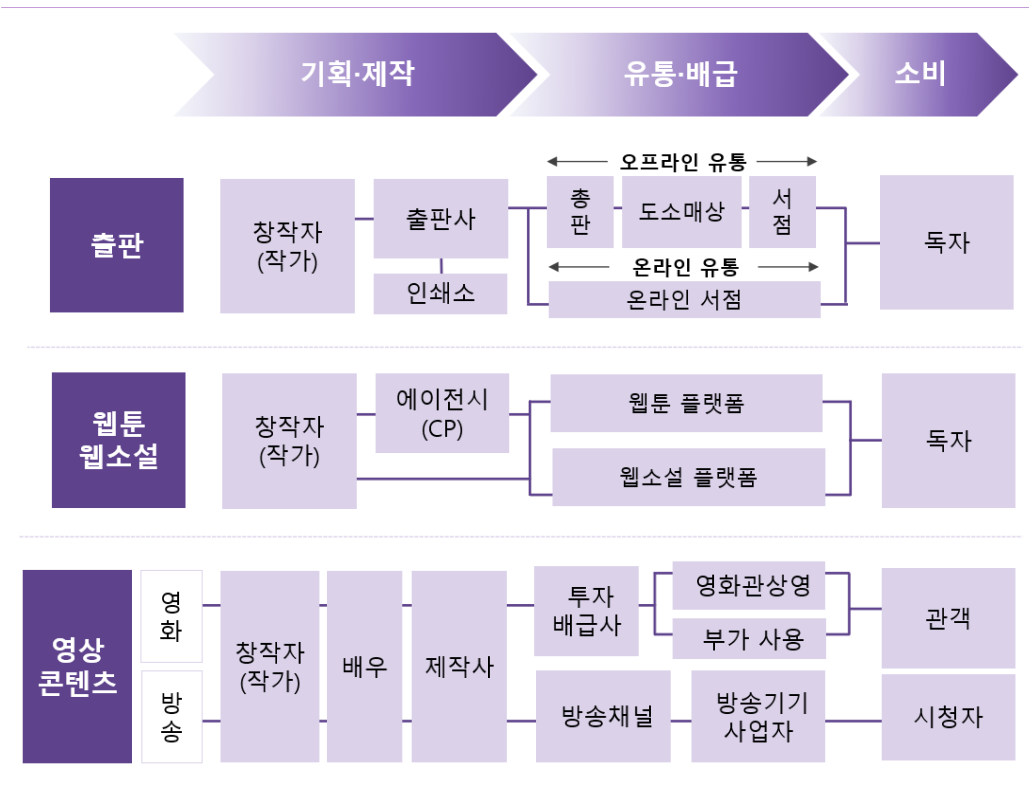 기획·제작
유통·배급
소비
출판
창작자
(작가)
출판사
인쇄소
오프라인 유통
총
판
도소매상
서
점
온라인 유통
온라인 서점
독자
웹툰
웹소설
창작자
(작가)
에이전시
(CP)
웹툰 플랫폼
웹소설 플랫폼
독자
영상
콘텐츠
영
화
방
송
창작자
(작가)
배우
제작사
투자
배급사
영화관상영
부가 사용
관객
방송채널
방송기기
사업자
시청자